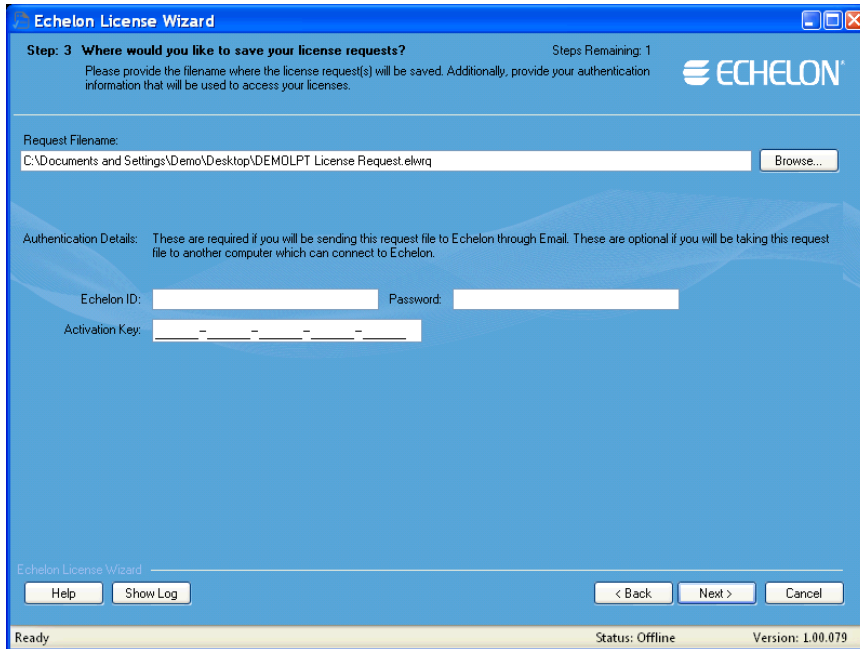 Echelon License Wizard
Step: 3 Where would you like to save your license requests? Steps Remaining: 1
Please provide the filename where the license request(s) will be saved. Additionally, provide your authentication
information that will be used to access your licenses.
ECHELON
Request Filename:
C:\Documents and Settings\Demo\Desktop\DEMOLPT License Request.elwrq Browse...
Authentication Details: These are required if you will be sending this request file to Echelon through Email. These are optional if you will be taking this request
file to another computer which can connect to Echelon.
Echelon ID: Password:
Activation Key: _____-_____-_____-_____-_____
Echelon License Wizard
Help Show Log < Back Next > Cancel
Ready Status: Offline Version: 1.00.079